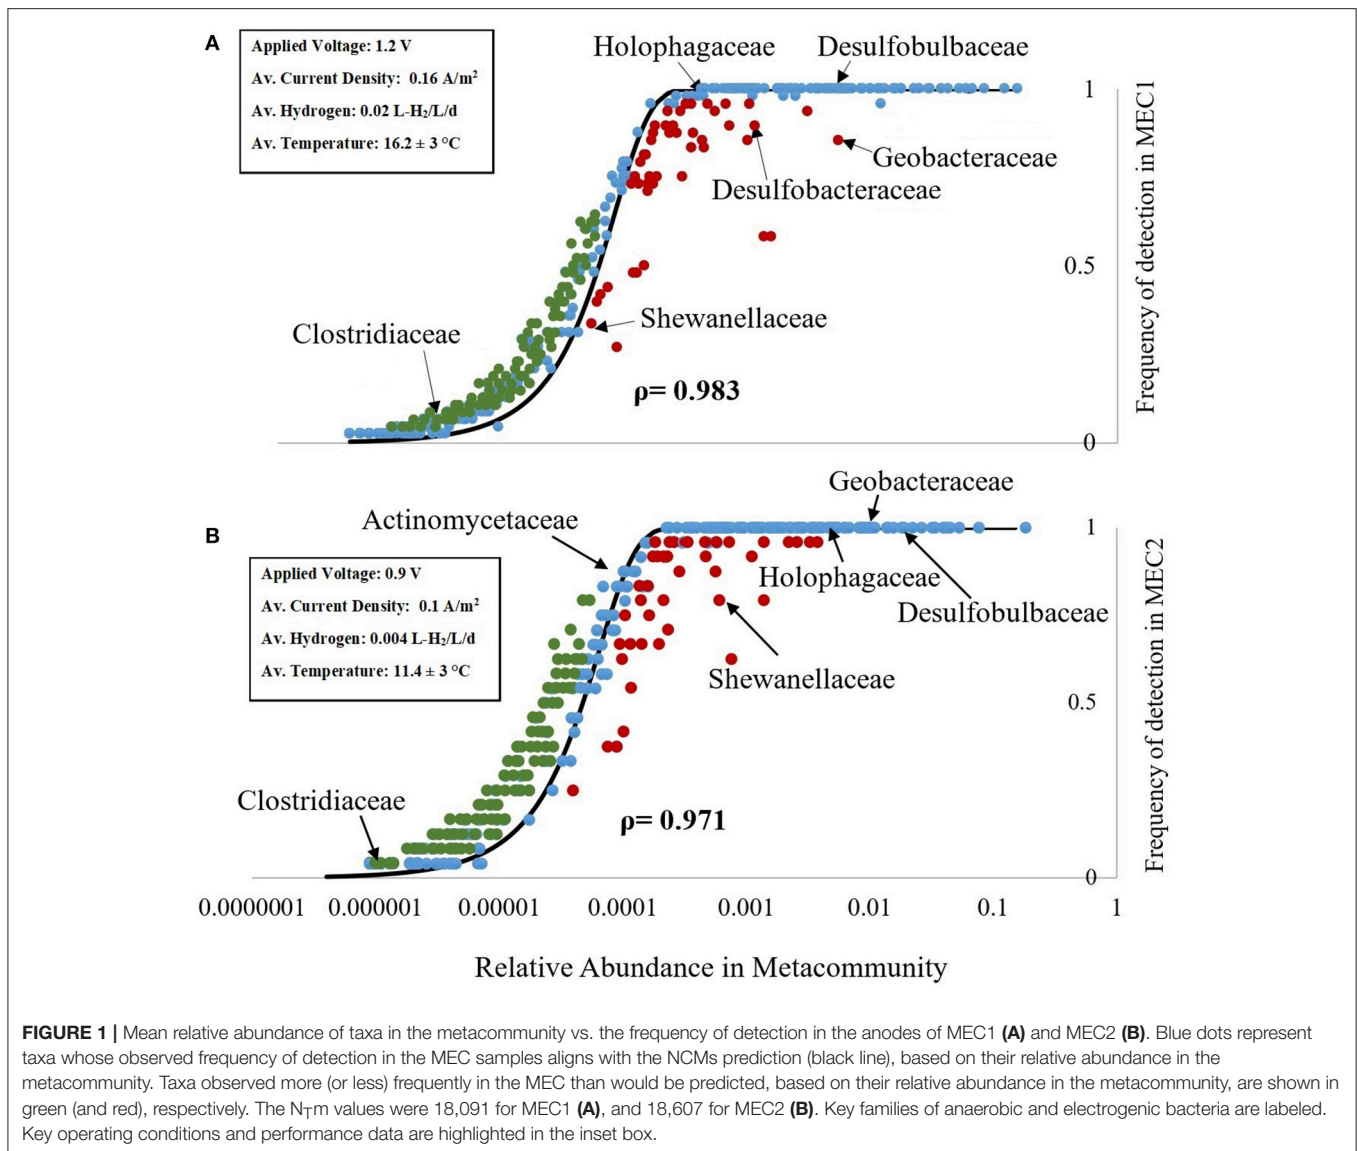 A
Applied Voltage: 1.2 V
Av. Current Density: 0.16 A/m²
Av. Hydrogen: 0.02 L-H₂/L/d
Av. Temperature: 16.2 ± 3 °C
Holophagaceae
Desulfobulbaceae
Geobacteraceae
Desulfobacteraceae
Shewanellaceae
Clostridiaceae
ρ= 0.983
1
0.5
0
Frequency of detection in MEC1
B
Applied Voltage: 0.9 V
Av. Current Density: 0.1 A/m²
Av. Hydrogen: 0.004 L-H₂/L/d
Av. Temperature: 11.4 ± 3 °C
Geobacteraceae
Actinomycetaceae
Holophagaceae
Desulfobulbaceae
Shewanellaceae
Clostridiaceae
ρ= 0.971
1
0.5
0
Frequency of detection in MEC2
0.0000001 0.000001 0.00001 0.0001 0.001 0.01 0.1 1
Relative Abundance in Metacommunity
FIGURE 1 | Mean relative abundance of taxa in the metacommunity vs. the frequency of detection in the anodes of MEC1 (A) and MEC2 (B). Blue dots represent
taxa whose observed frequency of detection in the MEC samples aligns with the NCMs prediction (black line), based on their relative abundance in the
metacommunity. Taxa observed more (or less) frequently in the MEC than would be predicted, based on their relative abundance in the metacommunity, are shown in
green (and red), respectively. The N_Tm values were 18,091 for MEC1 (A), and 18,607 for MEC2 (B). Key families of anaerobic and electrogenic bacteria are labeled.
Key operating conditions and performance data are highlighted in the inset box.